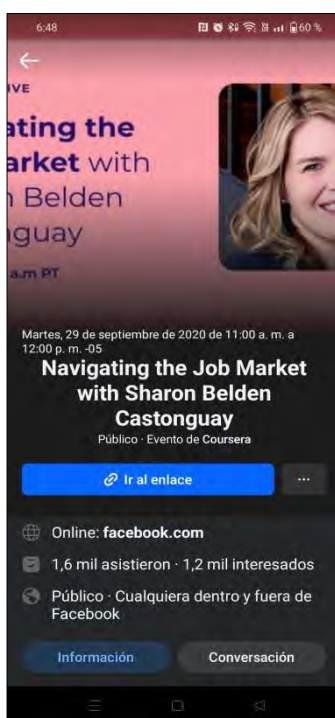 6:48
60 %
IVE
ating the
arket with
n Belden
nguay
a.m PT
Martes, 29 de septiembre de 2020 de 11:00 a. m. a
12:00 p. m. -05
Navigating the Job Market
with Sharon Belden
Castonguay
Público · Evento de Coursera
Ir al enlace
Online: facebook.com
1,6 mil asistieron · 1,2 mil interesados
Público · Cualquiera dentro y fuera de
Facebook
Información Conversación